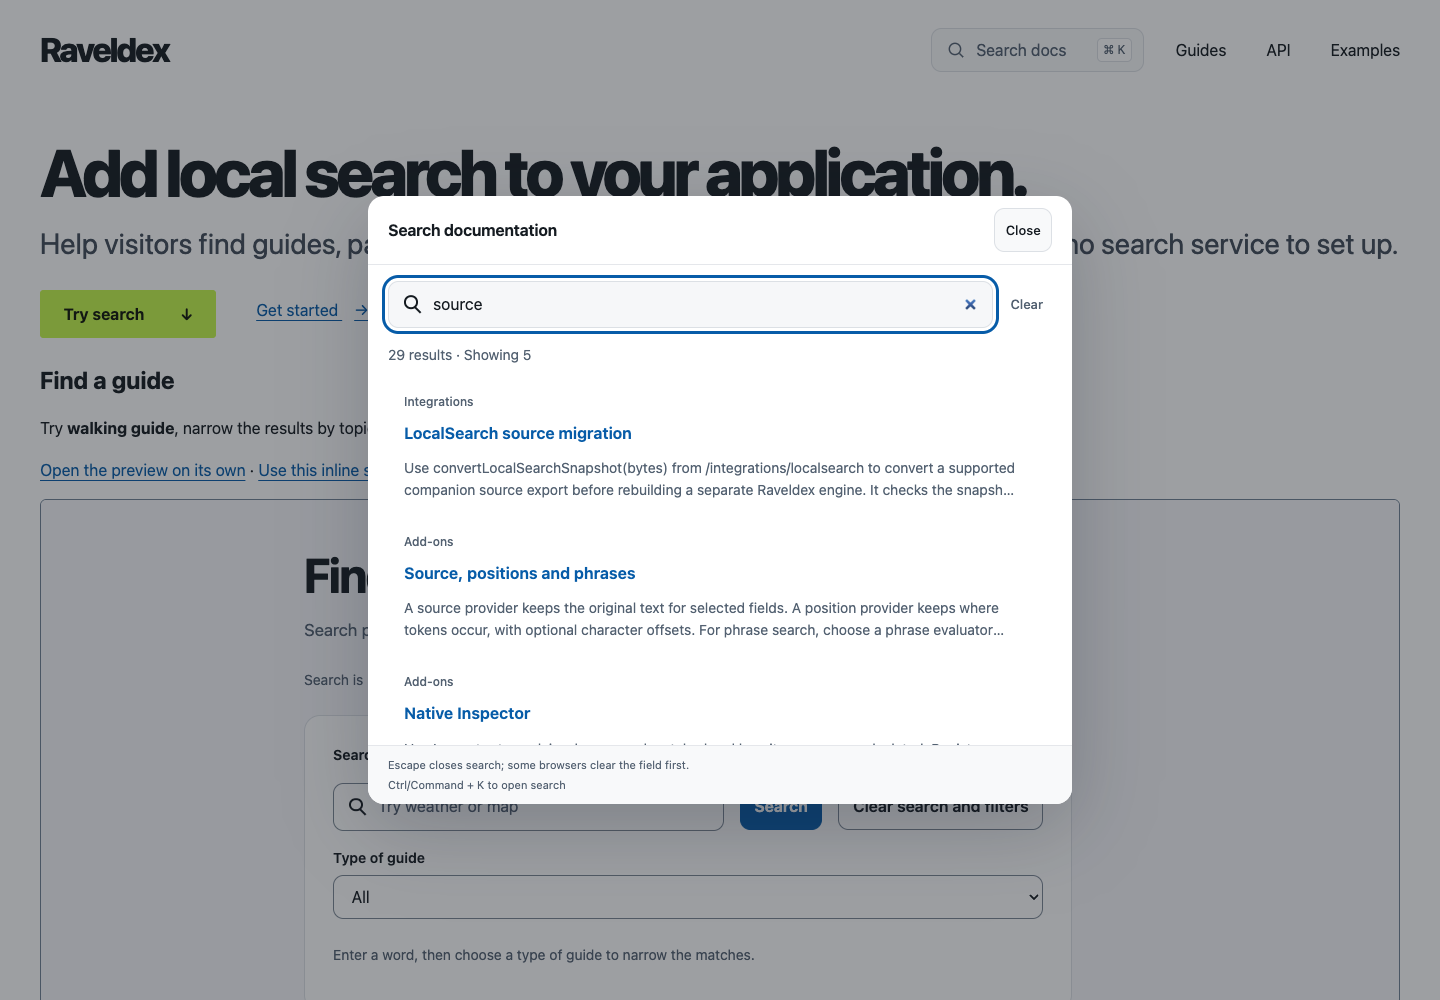 Raveldex
Search docs
⌘ K
Guides
API
Examples
Add local search to your application.
Help visitors find guides, pa
no search service to set up.
Try search ↓
Get started →
Find a guide
Try walking guide, narrow the results by topi
Open the preview on its own · Use this inline s
Search documentation
Close
source
Clear
29 results · Showing 5
Integrations
LocalSearch source migration
Use convertLocalSearchSnapshot(bytes) from /integrations/localsearch to convert a supported
companion source export before rebuilding a separate Raveldex engine. It checks the snapsh...
Add-ons
Source, positions and phrases
A source provider keeps the original text for selected fields. A position provider keeps where
tokens occur, with optional character offsets. For phrase search, choose a phrase evaluator...
Add-ons
Native Inspector
Escape closes search; some browsers clear the field first.
Ctrl/Command + K to open search
Fin
Search p
Search is
Searc
Try weather or map
Search
Clear search and filters
Type of guide
All
Enter a word, then choose a type of guide to narrow the matches.